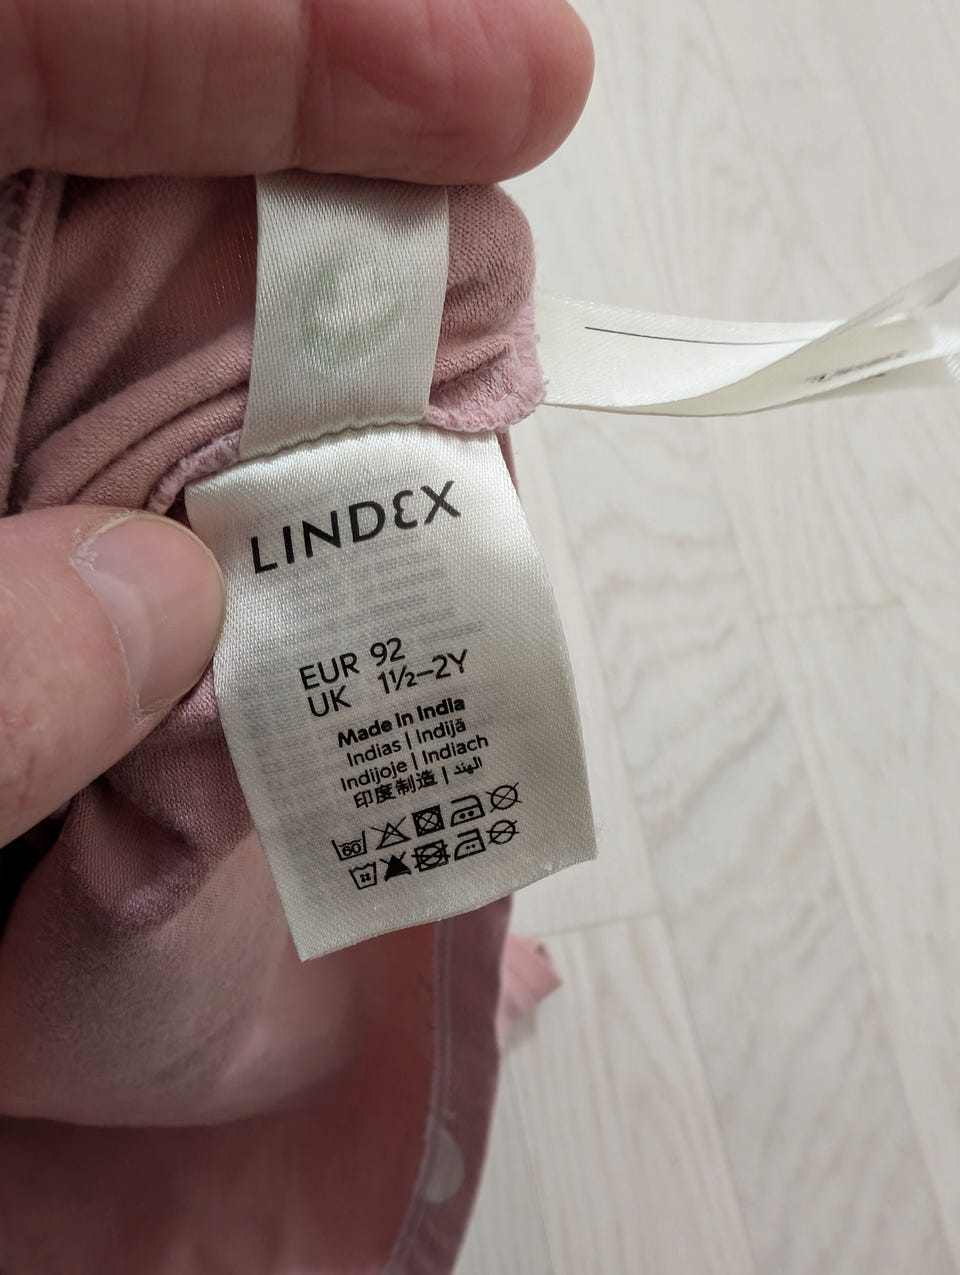 LINDEX
EUR 92
UK 1½–2Y
Made in India
Indias | Indijā
Indijoje | Indiach
印度制造 | الهند
60